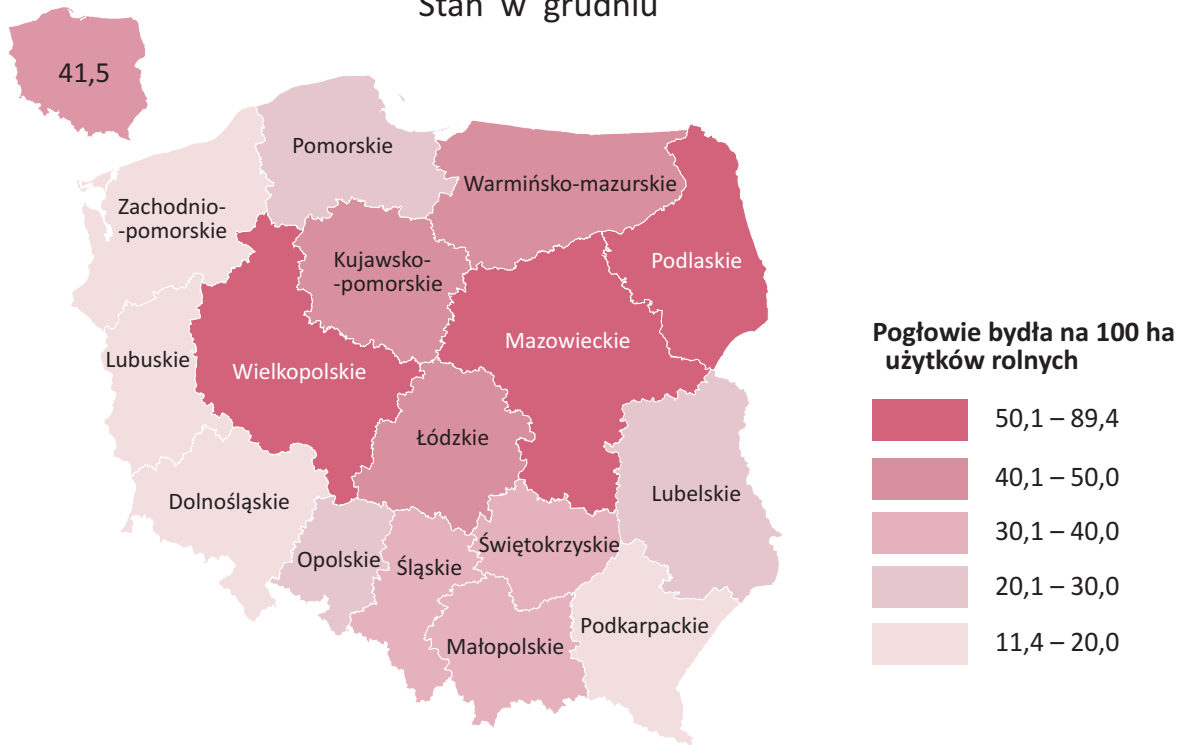 Stan w grudniu
41,5
Pomorskie
Warmińsko-mazurskie
Zachodnio-
-pomorskie
Podlaskie
Kujawsko-
-pomorskie
Mazowieckie
Lubuskie
Wielkopolskie
Łódzkie
Lubelskie
Dolnośląskie
Opolskie
Śląskie
Świętokrzyskie
Podkarpackie
Małopolskie
Pogłowie bydła na 100 ha
użytków rolnych
50,1 – 89,4
40,1 – 50,0
30,1 – 40,0
20,1 – 30,0
11,4 – 20,0